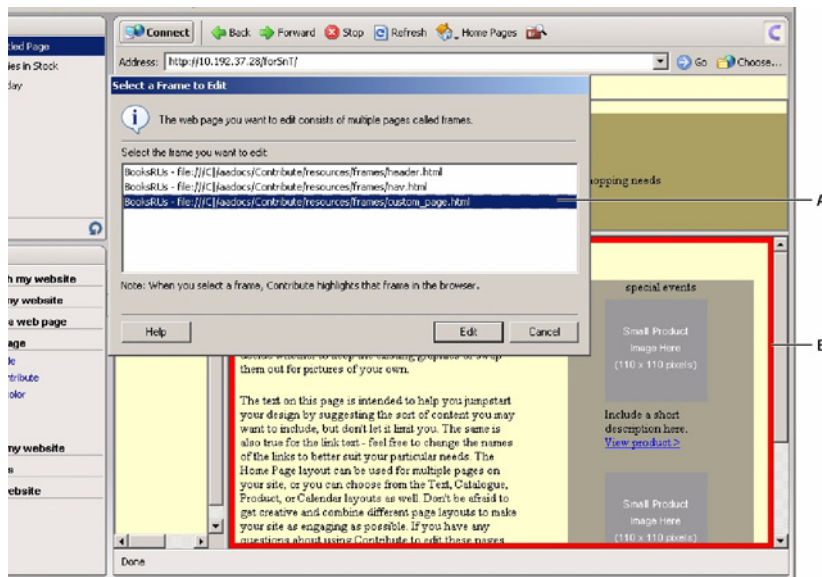 Connect Back Forward Stop Refresh Home Pages
Address: http://10.192.37.28/forSnT/ Go Choose...
tled Page
ies in Stock
day
Select a Frame to Edit
The web page you want to edit consists of multiple pages called frames.
Select the frame you want to edit:
BooksRUs - file:///C|/aadocs/Contribute/resources/frames/header.html
BooksRUs - file:///C|/aadocs/Contribute/resources/frames/nav.html
BooksRUs - file:///C|/aadocs/Contribute/resources/frames/custom_page.html
Note: When you select a frame, Contribute highlights that frame in the browser.
Help Edit Cancel
opping needs
A
B
h my website
ny website
a web page
age
de
ntribute
olor
ny website
s
ebsite
them out for pictures of your own.
The text on this page is intended to help you jumpstart
your design by suggesting the sort of content you may
want to include, but don't let it limit you. The same is
also true for the link text - feel free to change the names
of the links to better suit your particular needs. The
Home Page layout can be used for multiple pages on
your site, or you can choose from the Text, Catalogue,
Product, or Calendar layouts as well. Don't be afraid to
get creative and combine different page layouts to make
your site as engaging as possible. If you have any
questions about using Contribute to edit these pages
special events
Small Product
Image Here
(110 x 110 pixels)
Include a short
description here.
View product >
Small Product
Image Here
(110 x 110 pixels)
Done